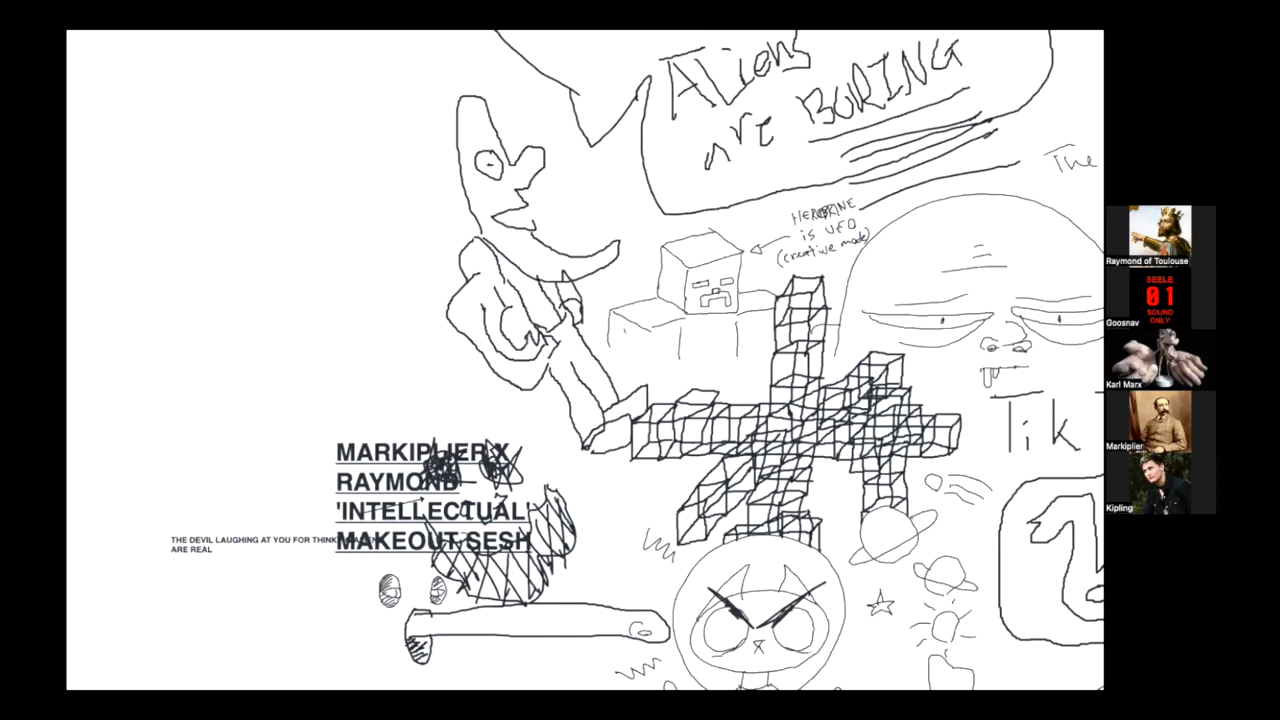 ALiens
are BORING
The
HEROBRINE
is UFO
(creative mode)
lik
MARKIPLIER X
RAYMOND
'INTELLECTUAL'
MAKEOUT SESH
THE DEVIL LAUGHING AT YOU FOR THINK
ARE REAL
Raymond of Toulouse
SEELE
01
SOUND
ONLY
Goosnav
Karl Marx
Markiplier
Kipling